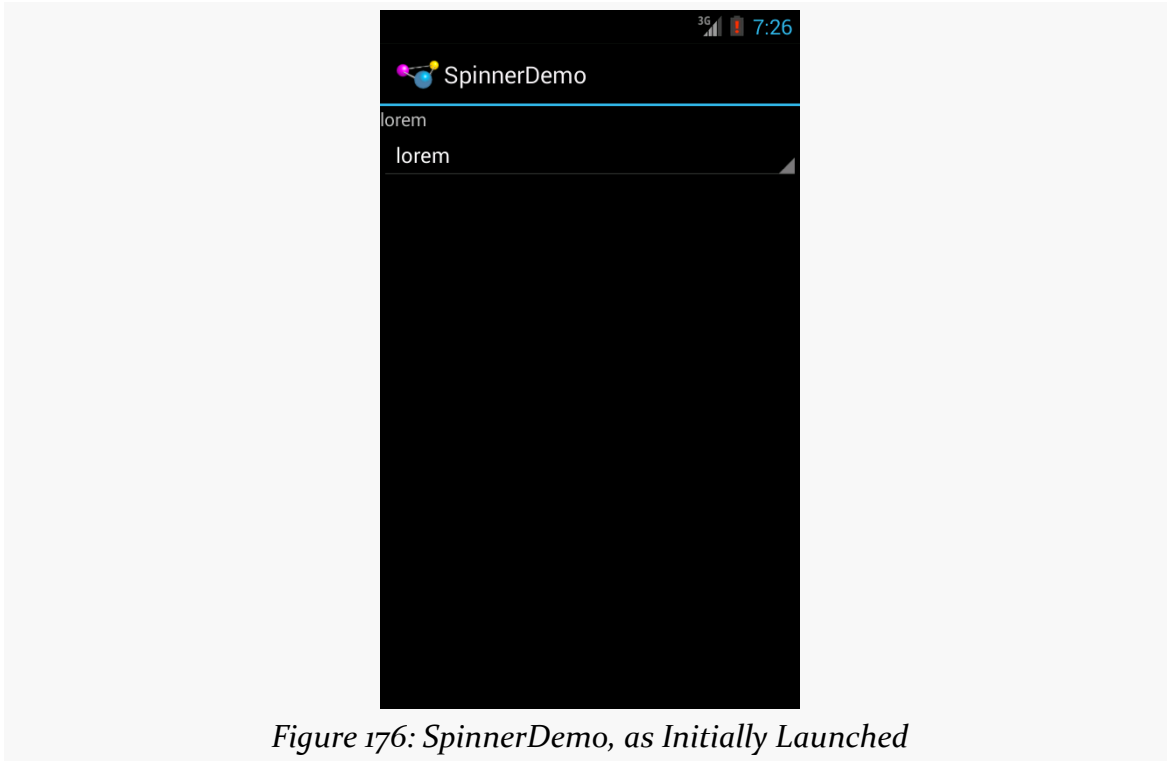 3G 7:26
SpinnerDemo
lorem
lorem
Figure 176: SpinnerDemo, as Initially Launched